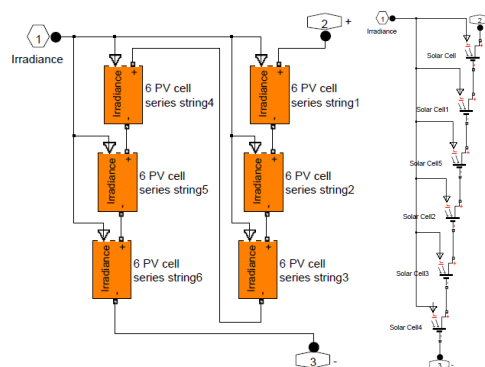 1
Irradiance
2
+
Irradiance
+
-
6 PV cell
series string4
Irradiance
+
-
6 PV cell
series string1
Irradiance
+
-
6 PV cell
series string5
Irradiance
+
-
6 PV cell
series string2
Irradiance
+
-
6 PV cell
series string6
Irradiance
+
-
6 PV cell
series string3
3
-
1
Irradiance
2
+
Solar Cell
Solar Cell1
Solar Cell5
Solar Cell2
Solar Cell3
Solar Cell4
3
-